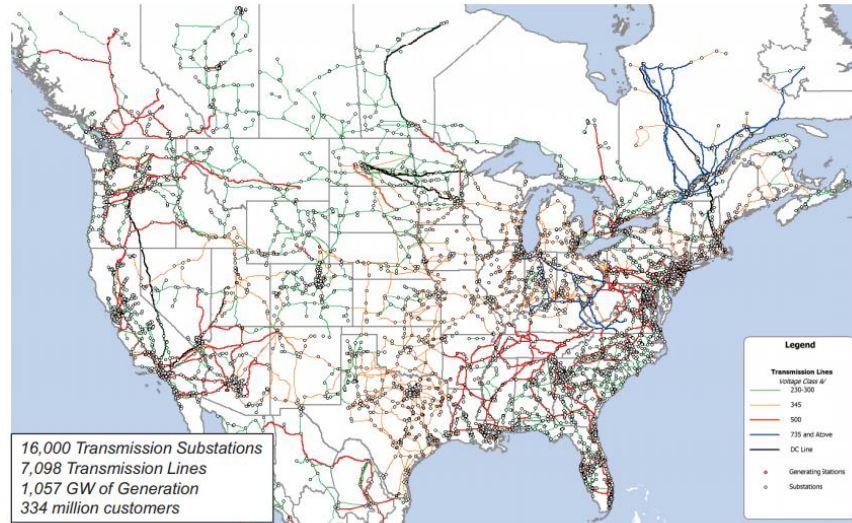 Legend
Transmission Lines
Voltage Class kV
230-300
345
500
735 and Above
DC Line
Generating Stations
Substations
16,000 Transmission Substations
7,098 Transmission Lines
1,057 GW of Generation
334 million customers